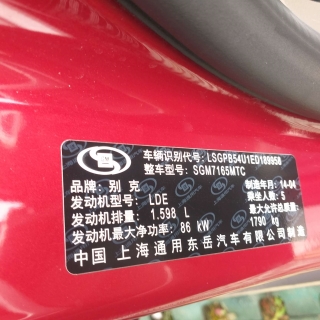 车辆识别代号: LSGPB54U1ED189958
整车型号: SGM7165MTC
品牌: 别克 制造年月: 14-04
发动机型号: LDE 乘坐人数: 5
发动机排量: 1.598 L 最大允许总质量:
发动机最大净功率: 86 kW 1790 kg
中国 上海通用东岳汽车有限公司制造